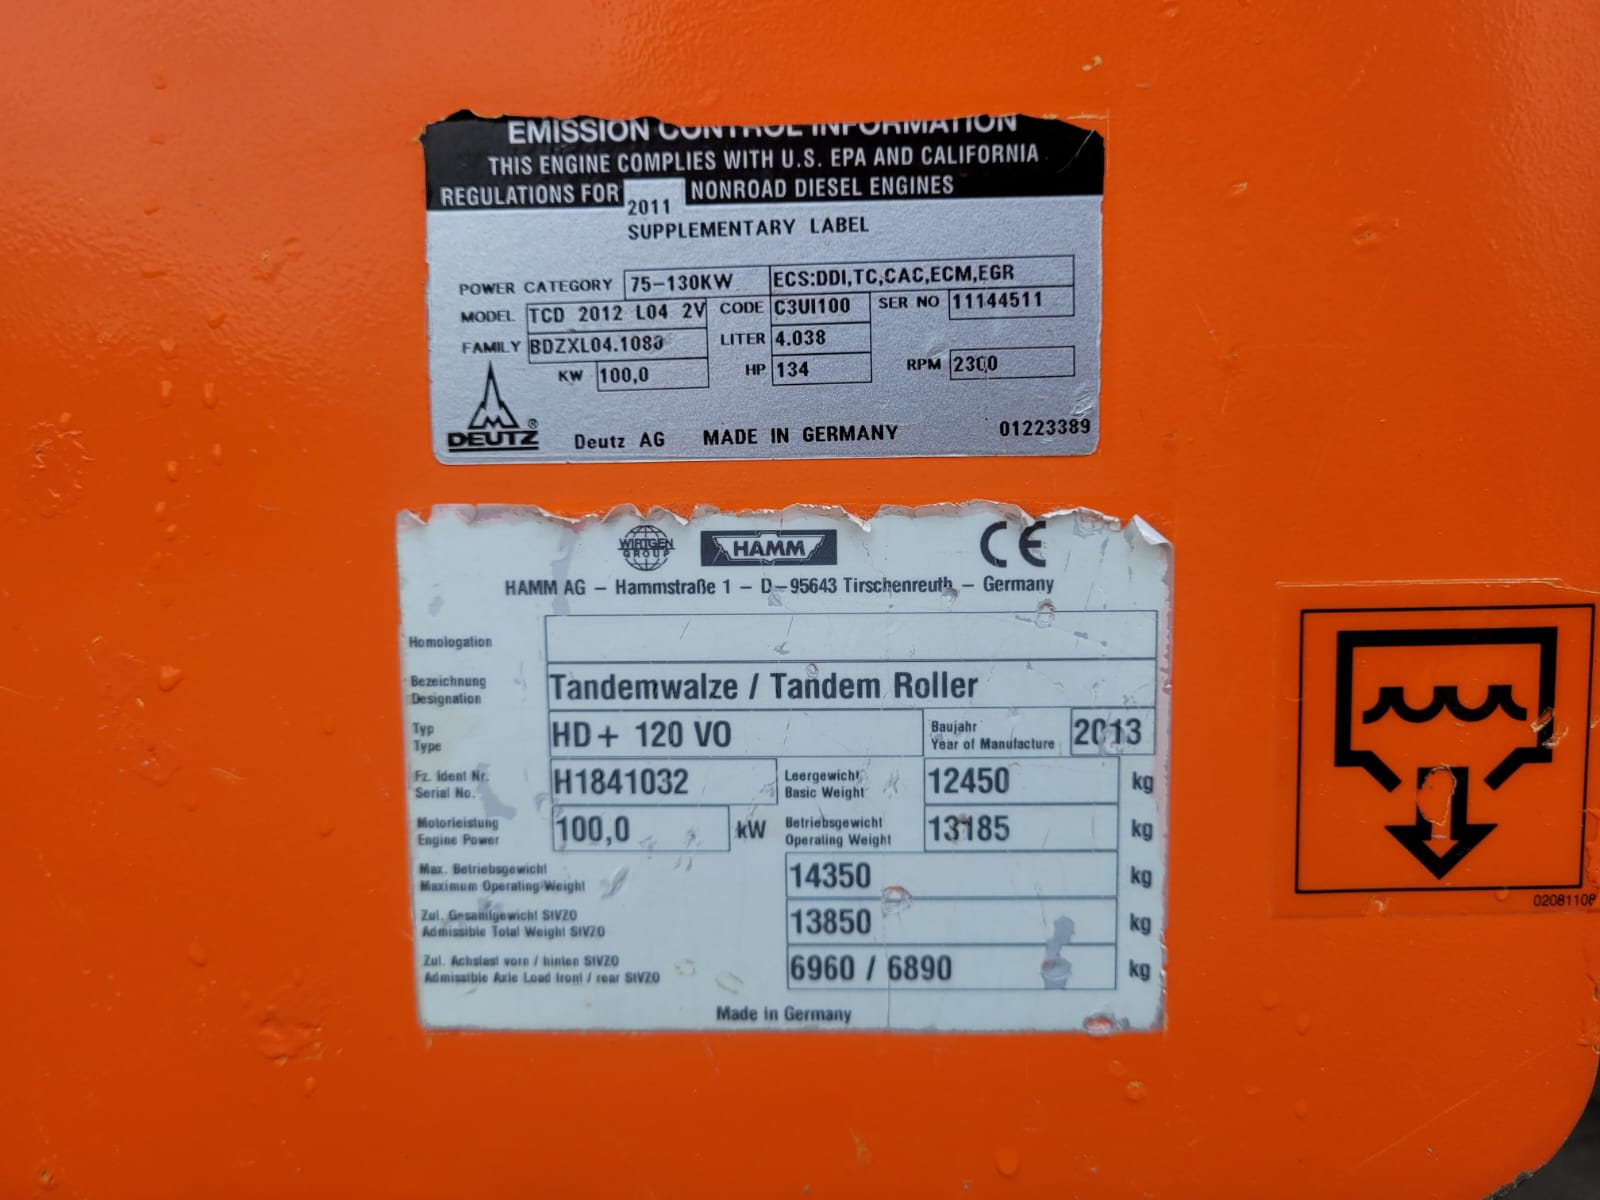 EMISSION CONTROL INFORMATION
THIS ENGINE COMPLIES WITH U.S. EPA AND CALIFORNIA
REGULATIONS FOR 2011 NONROAD DIESEL ENGINES
SUPPLEMENTARY LABEL
POWER CATEGORY 75-130KW ECS:DDI,TC,CAC,ECM,EGR
MODEL TCD 2012 L04 2V CODE C3UI100 SER NO 11144511
FAMILY BDZXL04.1080 LITER 4.038
KW 100,0 HP 134 RPM 2300
DEUTZ ® Deutz AG MADE IN GERMANY 01223389
WIRTGEN GROUP HAMM CE
HAMM AG – Hammstraße 1 – D–95643 Tirschenreuth – Germany
Homologation
Bezeichnung
Designation
Tandemwalze / Tandem Roller
Typ
Type
HD+ 120 VO
Baujahr
Year of Manufacture
2013
Fz. Ident Nr.
Serial No.
H1841032
Leergewicht
Basic Weight
12450 kg
Motorleistung
Engine Power
100,0 kW
Betriebsgewicht
Operating Weight
13185 kg
Max. Betriebsgewicht
Maximum Operating Weight
14350 kg
Zul. Gesamtgewicht StVZO
Admissible Total Weight StVZO
13850 kg
Zul. Achslast vorn / hinten StVZO
Admissible Axle Load front / rear StVZO
6960 / 6890 kg
Made in Germany
02081108